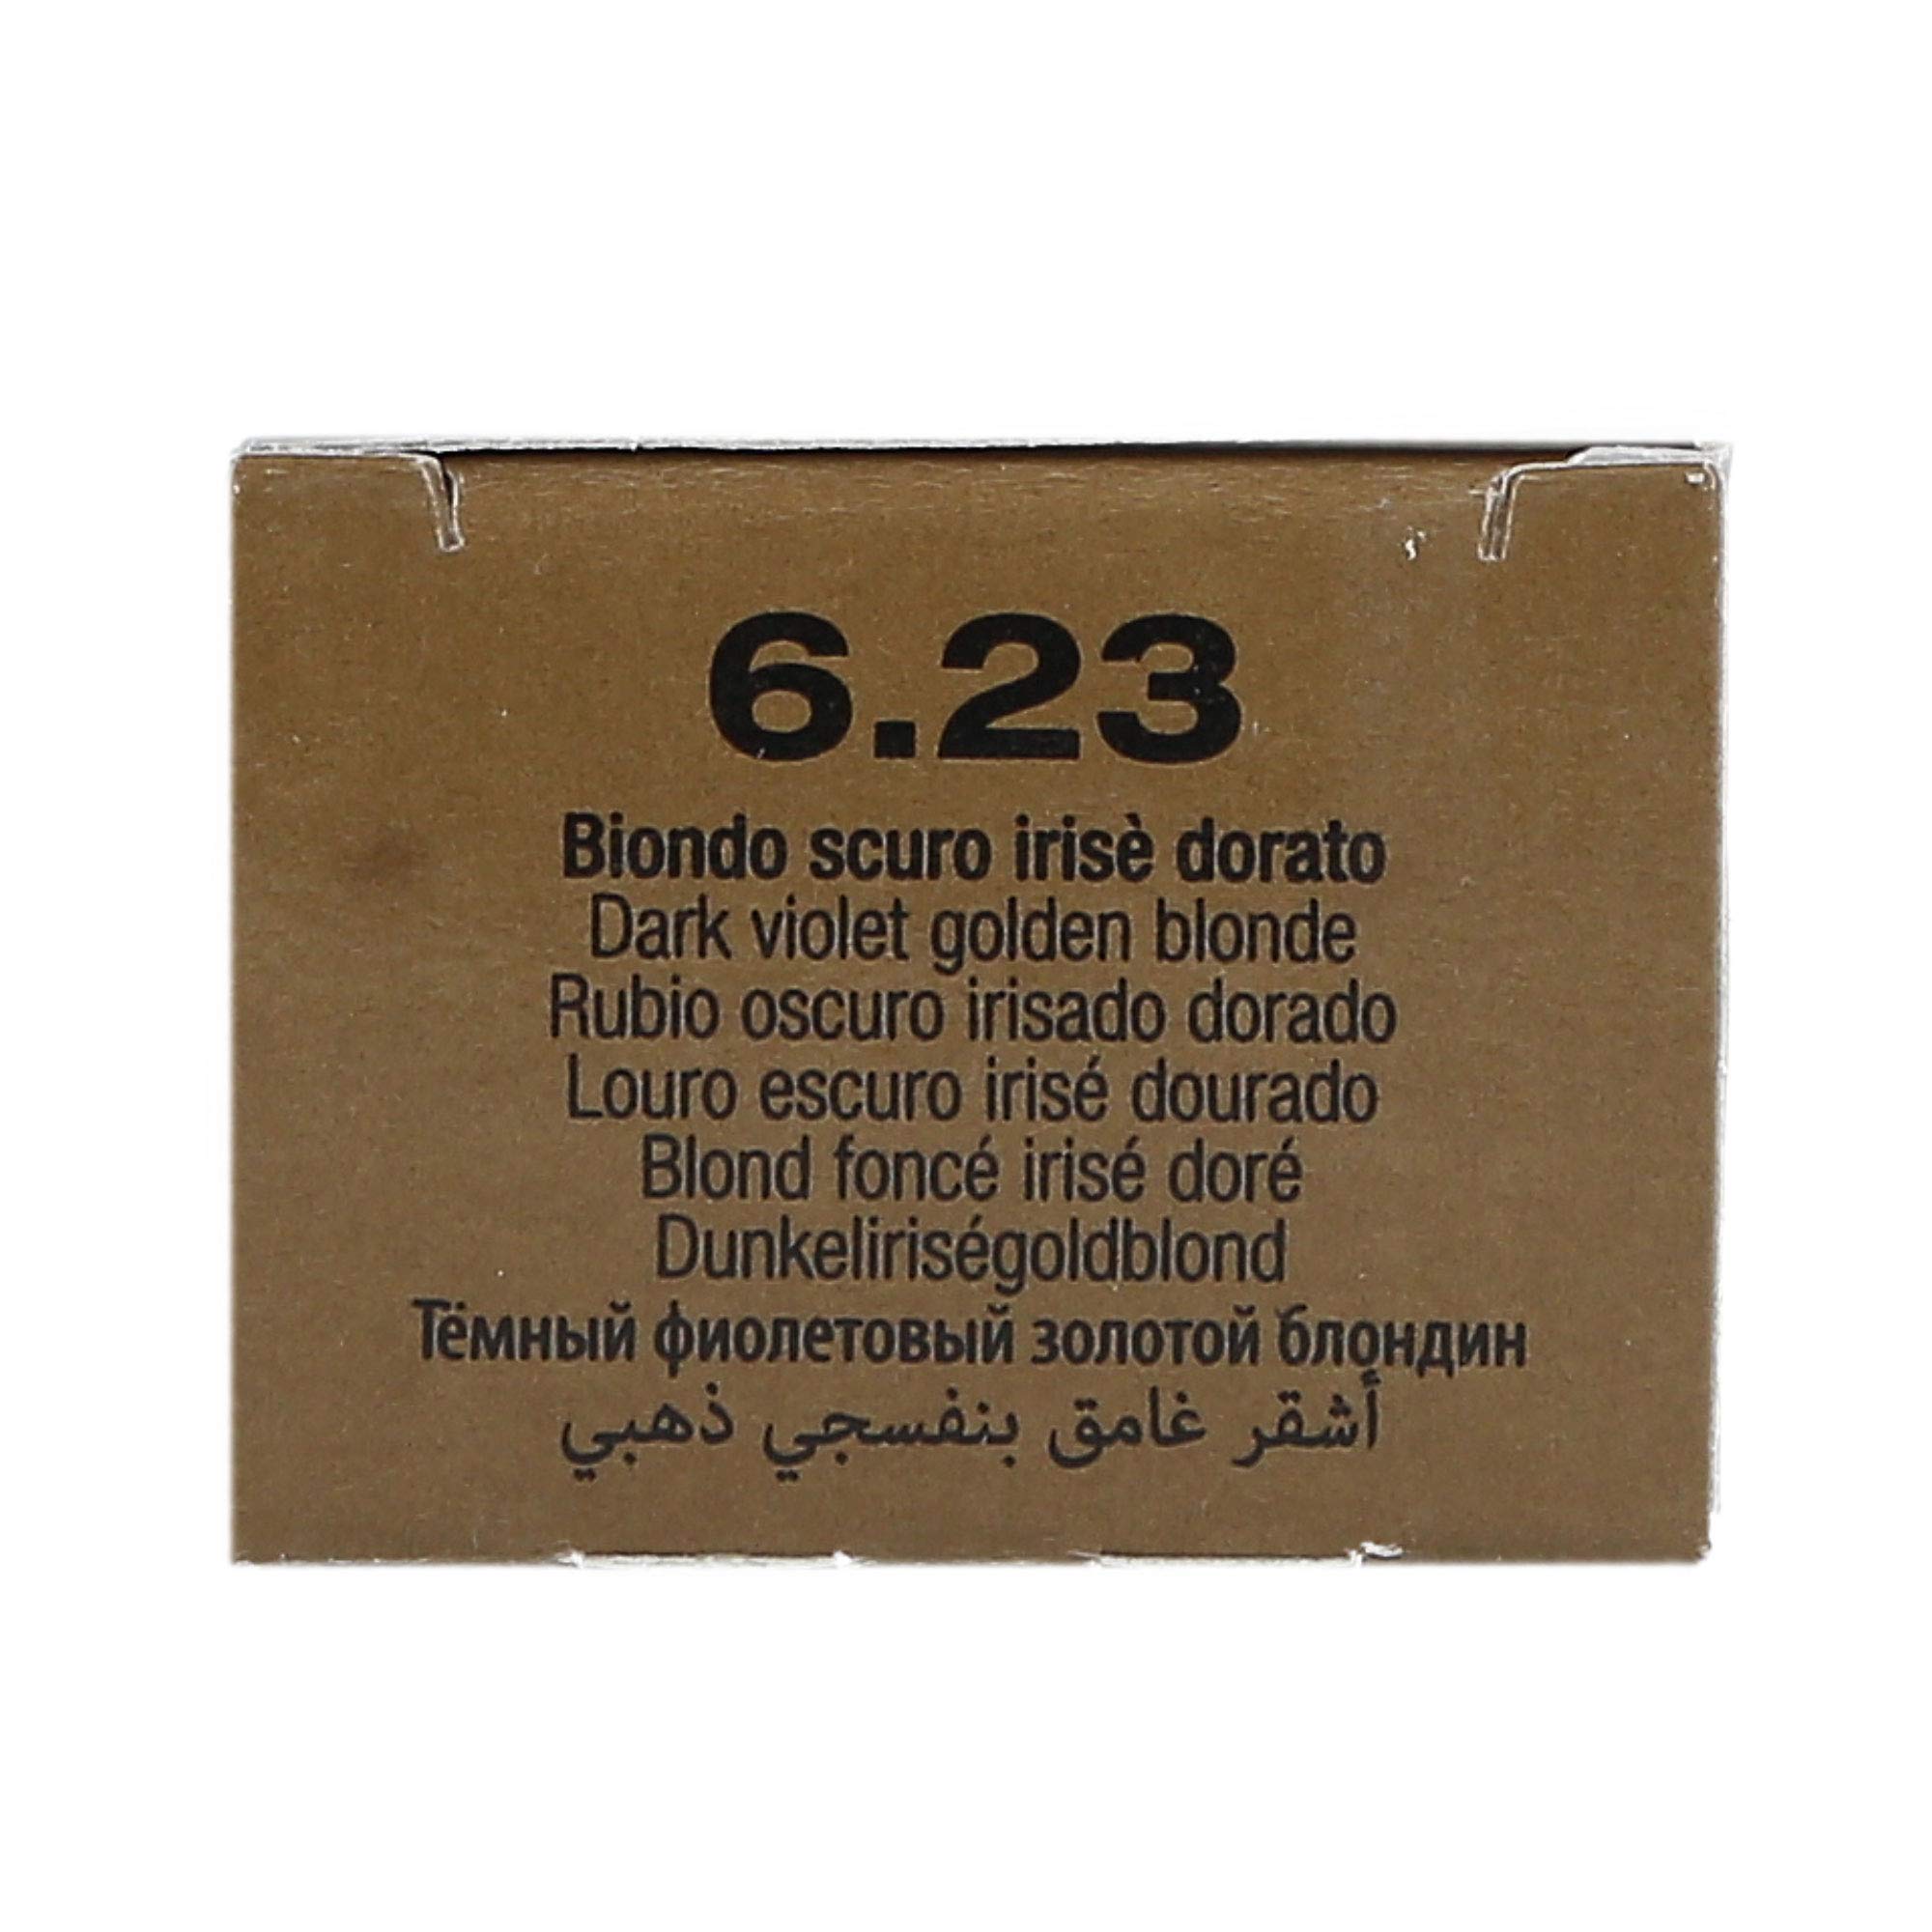 6.23
Biondo scuro irisè dorato
Dark violet golden blonde
Rubio oscuro irisado dorado
Louro escuro irisé dourado
Blond foncé irisé doré
Dunkeliriségoldblond
Тёмный фиолетовый золотой блондин
أشقر غامق بنفسجي ذهبي